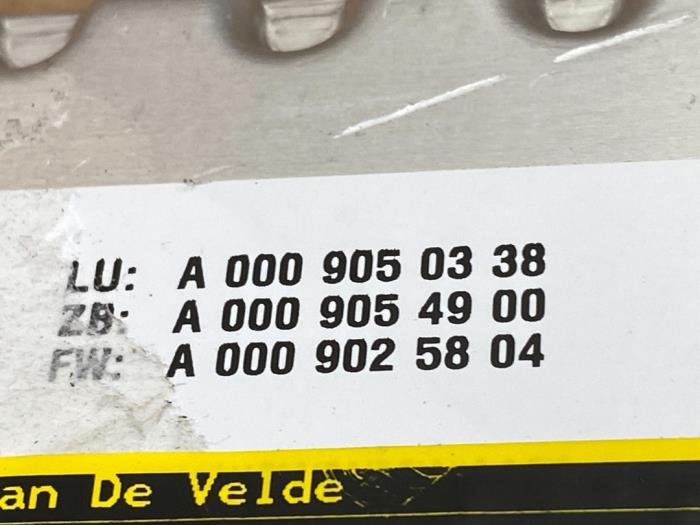 LU: A 000 905 03 38
ZB: A 000 905 49 00
FW: A 000 902 58 04
an De Velde